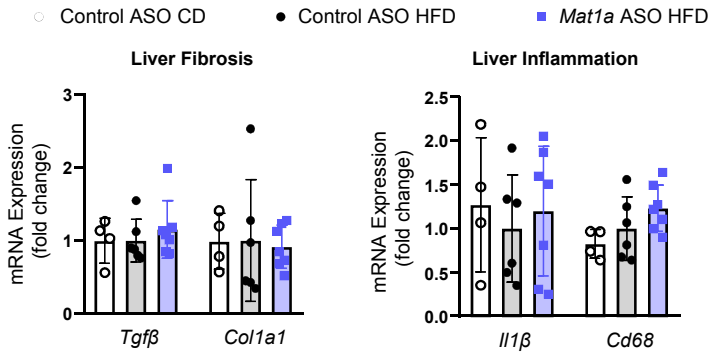 Control ASO CD Control ASO HFD Mat1a ASO HFD
Liver Fibrosis
mRNA Expression
(fold change)
3
2
1
0
Tgfβ Col1a1
Liver Inflammation
mRNA Expression
(fold change)
2.5
2.0
1.5
1.0
0.5
0.0
Il1β Cd68